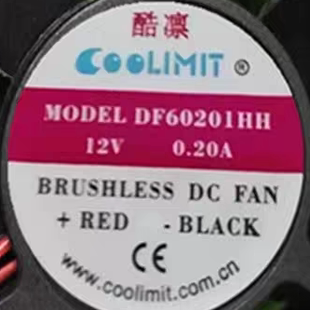 酷凛
COOLIMIT ®
MODEL DF60201HH
12V 0.20A
BRUSHLESS DC FAN
+ RED - BLACK
CE
www.coolimit.com.cn